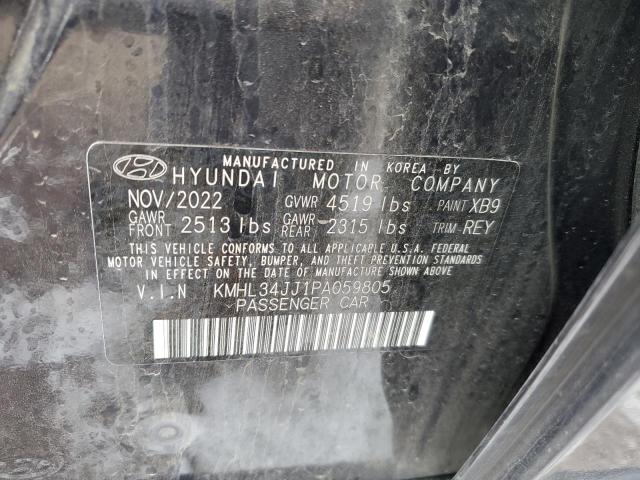 MANUFACTURED IN KOREA BY
HYUNDAI MOTOR COMPANY
NOV/2022 GVWR 4519 lbs PAINT XB9
GAWR FRONT 2513 lbs GAWR REAR 2315 lbs TRIM REY
THIS VEHICLE CONFORMS TO ALL APPLICABLE U.S.A. FEDERAL
MOTOR VEHICLE SAFETY, BUMPER, AND THEFT PREVENTION STANDARDS
IN EFFECT ON THE DATE OF MANUFACTURE SHOWN ABOVE.
V.I.N KMHL34JJ1PA059805
PASSENGER CAR